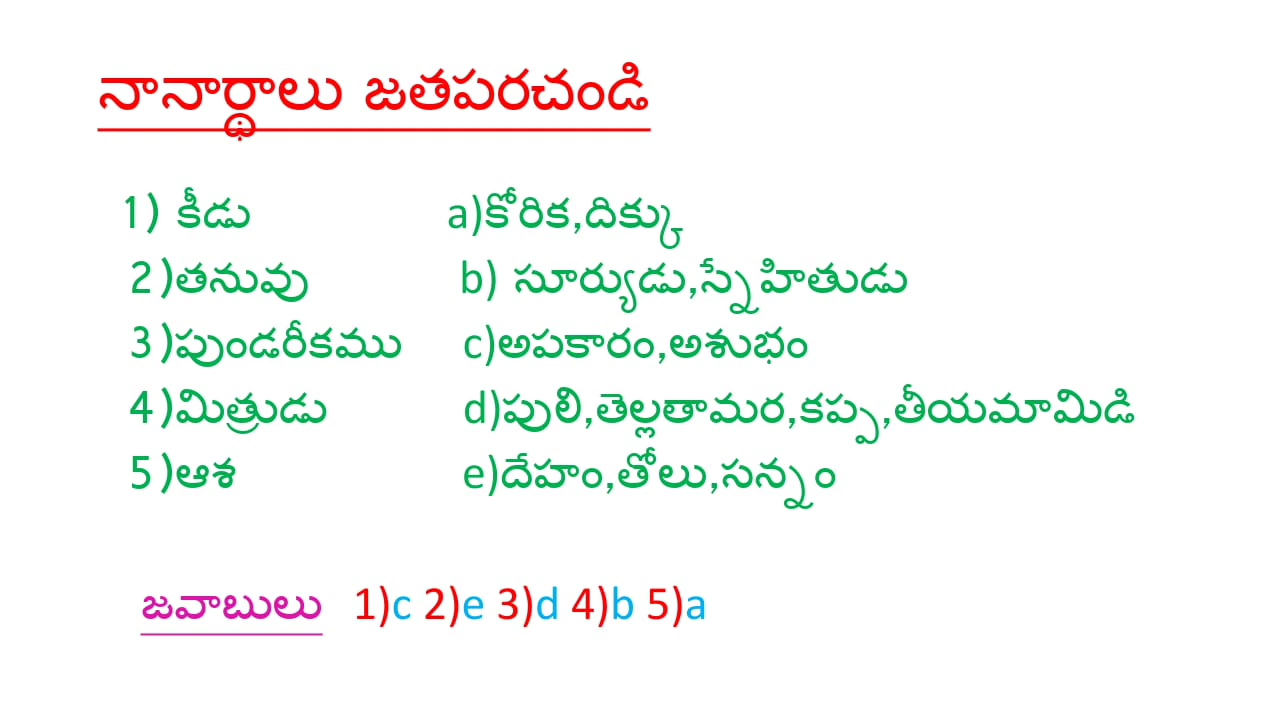 నానార్థాలు జతపరచండి
1) కీడు a)కోరిక,దిక్కు
2)తనువు b) సూర్యుడు,స్నేహితుడు
3)పుండరీకము c)అపకారం,అశుభం
4)మిత్రుడు d)పులి,తెల్లతామర,కప్ప,తీయమామిడి
5)ఆశ e)దేహం,తోలు,సన్నం
జవాబులు 1)c 2)e 3)d 4)b 5)a